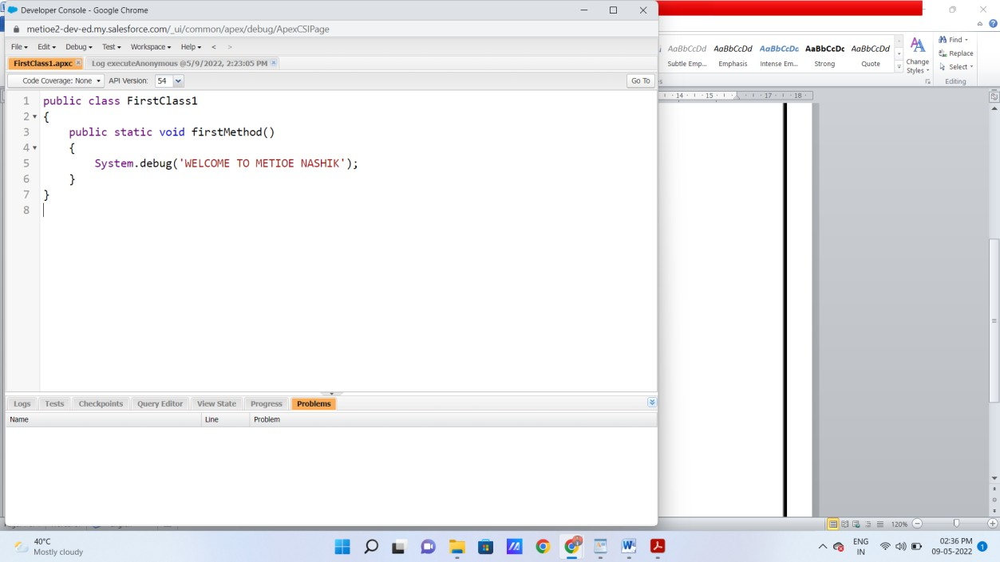 Developer Console - Google Chrome
metioe2-dev-ed.my.salesforce.com/_ui/common/apex/debug/ApexCSIPage
File Edit Debug Test Workspace Help < >
FirstClass1.apxc Log executeAnonymous @5/9/2022, 2:23:05 PM
Code Coverage: None API Version: 54 Go To
1 public class FirstClass1
2 {
3 public static void firstMethod()
4 {
5 System.debug('WELCOME TO METIOE NASHIK');
6 }
7 }
8
Logs Tests Checkpoints Query Editor View State Progress Problems
Name Line Problem
AaBbCcDd AaBbCcDd AaBbCcDd AaBbCcDc AaBbCcDd
Subtle Emp... Emphasis Intense Em... Strong Quote
Change
Styles
Find
Replace
Select
Editing
14 15 17 18
120%
40°C
Mostly cloudy
ENG
IN
02:36 PM
09-05-2022
1